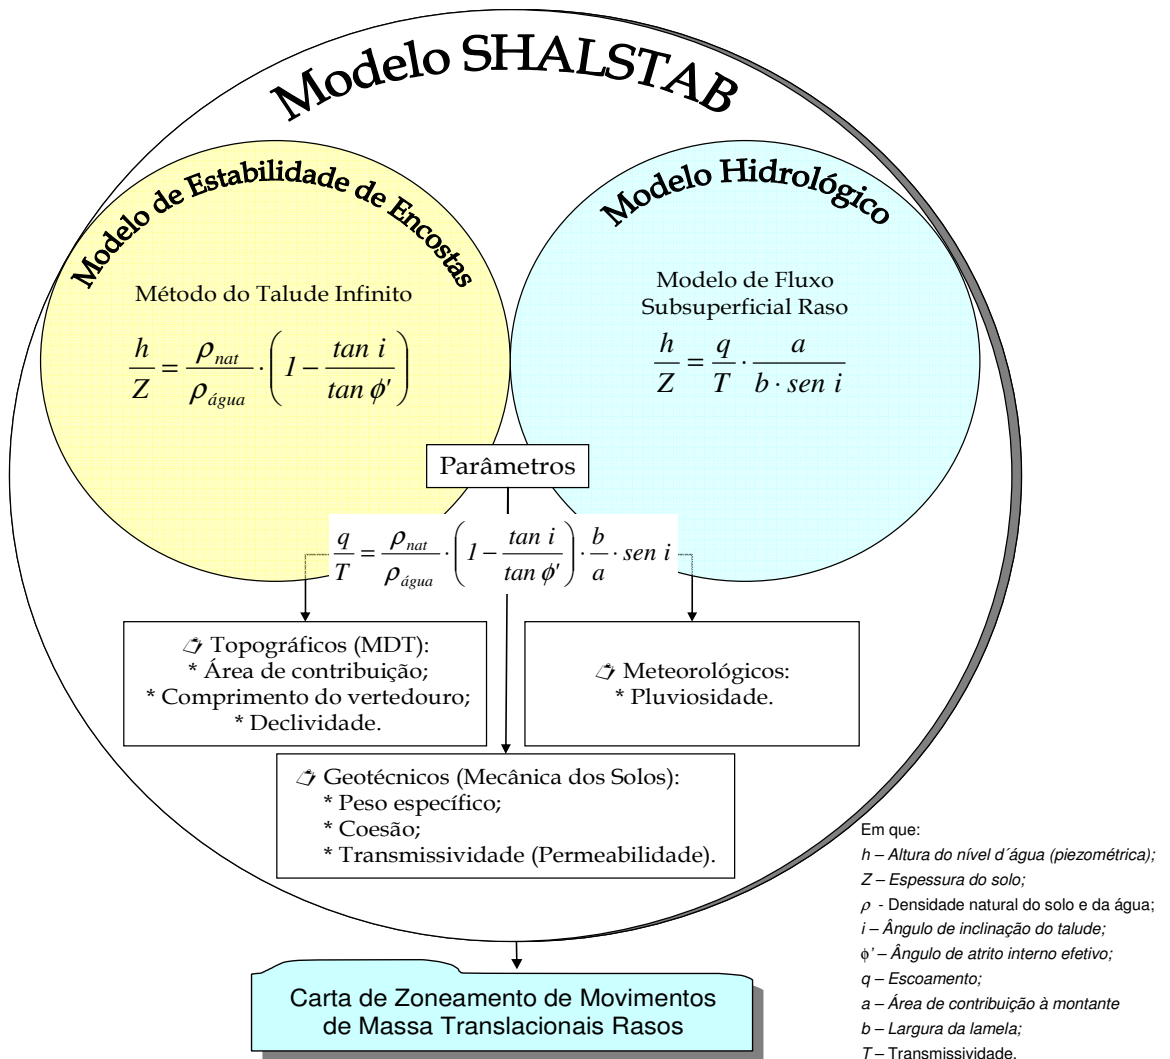 Modelo SHALSTAB
Modelo de Estabilidade de Encostas
Método do Talude Infinito
h/Z = ρnat/ρágua · (1 − tan i/tan ϕ')
Modelo Hidrológico
Modelo de Fluxo
Subsuperficial Raso
h/Z = q/T · a/(b · sen i)
Parâmetros
q/T = ρnat/ρágua · (1 − tan i/tan ϕ') · b/a · sen i
Topográficos (MDT):
* Área de contribuição;
* Comprimento do vertedouro;
* Declividade.
Meteorológicos:
* Pluviosidade.
Geotécnicos (Mecânica dos Solos):
* Peso específico;
* Coesão;
* Transmissividade (Permeabilidade).
Carta de Zoneamento de Movimentos
de Massa Translacionais Rasos
Em que:
h – Altura do nível d´água (piezométrica);
Z – Espessura do solo;
ρ - Densidade natural do solo e da água;
i – Ângulo de inclinação do talude;
ϕ' – Ângulo de atrito interno efetivo;
q – Escoamento;
a – Área de contribuição à montante
b – Largura da lamela;
T – Transmissividade.